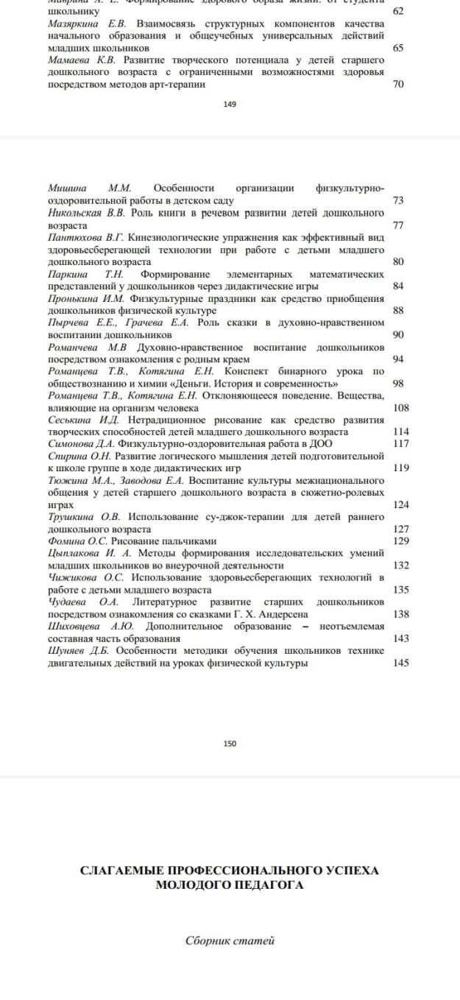 Маврина А. Е. Формирование здорового образа жизни: от студента
школьнику 62
Мазяркина Е.В. Взаимосвязь структурных компонентов качества
начального образования и общеучебных универсальных действий
младших школьников 65
Мамаева К.В. Развитие творческого потенциала у детей старшего
дошкольного возраста с ограниченными возможностями здоровья
посредством методов арт-терапии 70
149
Мишина М.М. Особенности организации физкультурно-
оздоровительной работы в детском саду 73
Никольская В.В. Роль книги в речевом развитии детей дошкольного
возраста 77
Пантюхова В.Г. Кинезиологические упражнения как эффективный вид
здоровьесберегающей технологии при работе с детьми младшего
дошкольного возраста 80
Паркина Т.Н. Формирование элементарных математических
представлений у дошкольников через дидактические игры 84
Пронькина И.М. Физкультурные праздники как средство приобщения
дошкольников физической культуре 88
Пырчева Е.Е., Грачева Е.А. Роль сказки в духовно-нравственном
воспитании дошкольников 90
Романчева М.В Духовно-нравственное воспитание дошкольников
посредством ознакомления с родным краем 94
Романцева Т.В., Котягина Е.Н. Конспект бинарного урока по
обществознанию и химии «Деньги. История и современность» 98
Романцева Т.В., Котягина Е.Н. Отклоняющееся поведение. Вещества,
влияющие на организм человека 108
Сеськина И.Д. Нетрадиционное рисование как средство развития
творческих способностей детей младшего дошкольного возраста 114
Симонова Д.А. Физкультурно-оздоровительная работа в ДОО 117
Спирина О.Н. Развитие логического мышления детей подготовительной
к школе группе в ходе дидактических игр 119
Тюжина М.А., Заводова Е.А. Воспитание культуры межнационального
общения у детей старшего дошкольного возраста в сюжетно-ролевых
играх 124
Трушкина О.В. Использование су-джок-терапии для детей раннего
дошкольного возраста 127
Фомина О.С. Рисование пальчиками 129
Цыплакова И. А. Методы формирования исследовательских умений
младших школьников во внеурочной деятельности 132
Чижикова О.С. Использование здоровьесберегающих технологий в
работе с детьми младшего возраста 135
Чудаева О.А. Литературное развитие старших дошкольников
посредством ознакомления со сказками Г. Х. Андерсена 138
Шиховцева А.Ю. Дополнительное образование – неотъемлемая
составная часть образования 143
Шуняев Д.Б. Особенности методики обучения школьников технике
двигательных действий на уроках физической культуры 145
150
СЛАГАЕМЫЕ ПРОФЕССИОНАЛЬНОГО УСПЕХА
МОЛОДОГО ПЕДАГОГА
Сборник статей